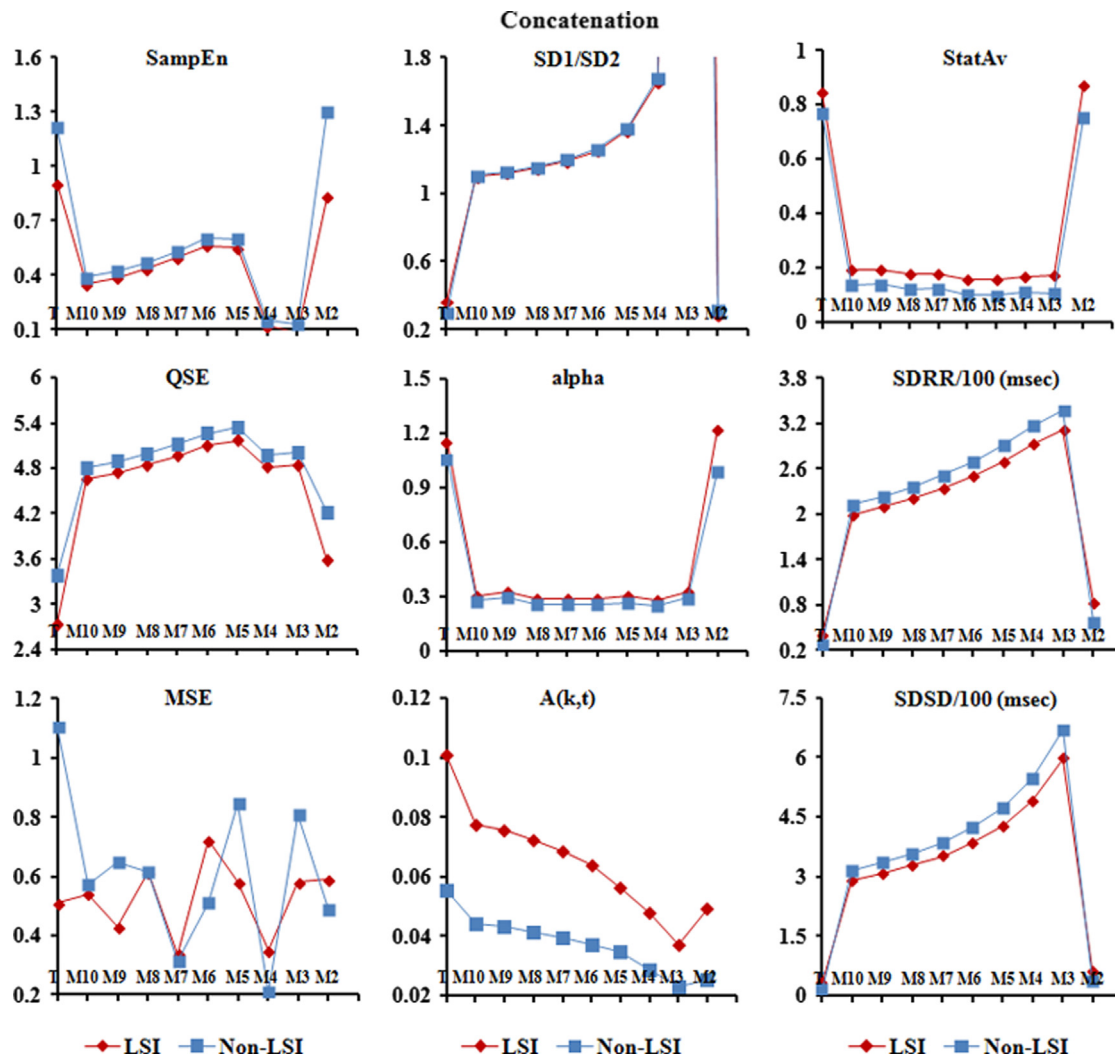 Concatenation
SampEn
1.6
1.3
1
0.7
0.4
0.1
T M10 M9 M8 M7 M6 M5 M4 M3 M2
SD1/SD2
1.8
1.4
1
0.6
0.2
T M10 M9 M8 M7 M6 M5 M4 M3 M2
StatAv
1
0.8
0.6
0.4
0.2
0
T M10 M9 M8 M7 M6 M5 M4 M3 M2
QSE
6
5.4
4.8
4.2
3.6
3
2.4
T M10 M9 M8 M7 M6 M5 M4 M3 M2
alpha
1.5
1.2
0.9
0.6
0.3
0
T M10 M9 M8 M7 M6 M5 M4 M3 M2
SDRR/100 (msec)
3.8
3.2
2.6
2
1.4
0.8
0.2
T M10 M9 M8 M7 M6 M5 M4 M3 M2
MSE
1.2
1
0.8
0.6
0.4
0.2
T M10 M9 M8 M7 M6 M5 M4 M3 M2
A(k,t)
0.12
0.1
0.08
0.06
0.04
0.02
T M10 M9 M8 M7 M6 M5 M4 M3 M2
SDSD/100 (msec)
7.5
6
4.5
3
1.5
0
T M10 M9 M8 M7 M6 M5 M4 M3 M2
LSI Non-LSI
LSI Non-LSI
LSI Non-LSI